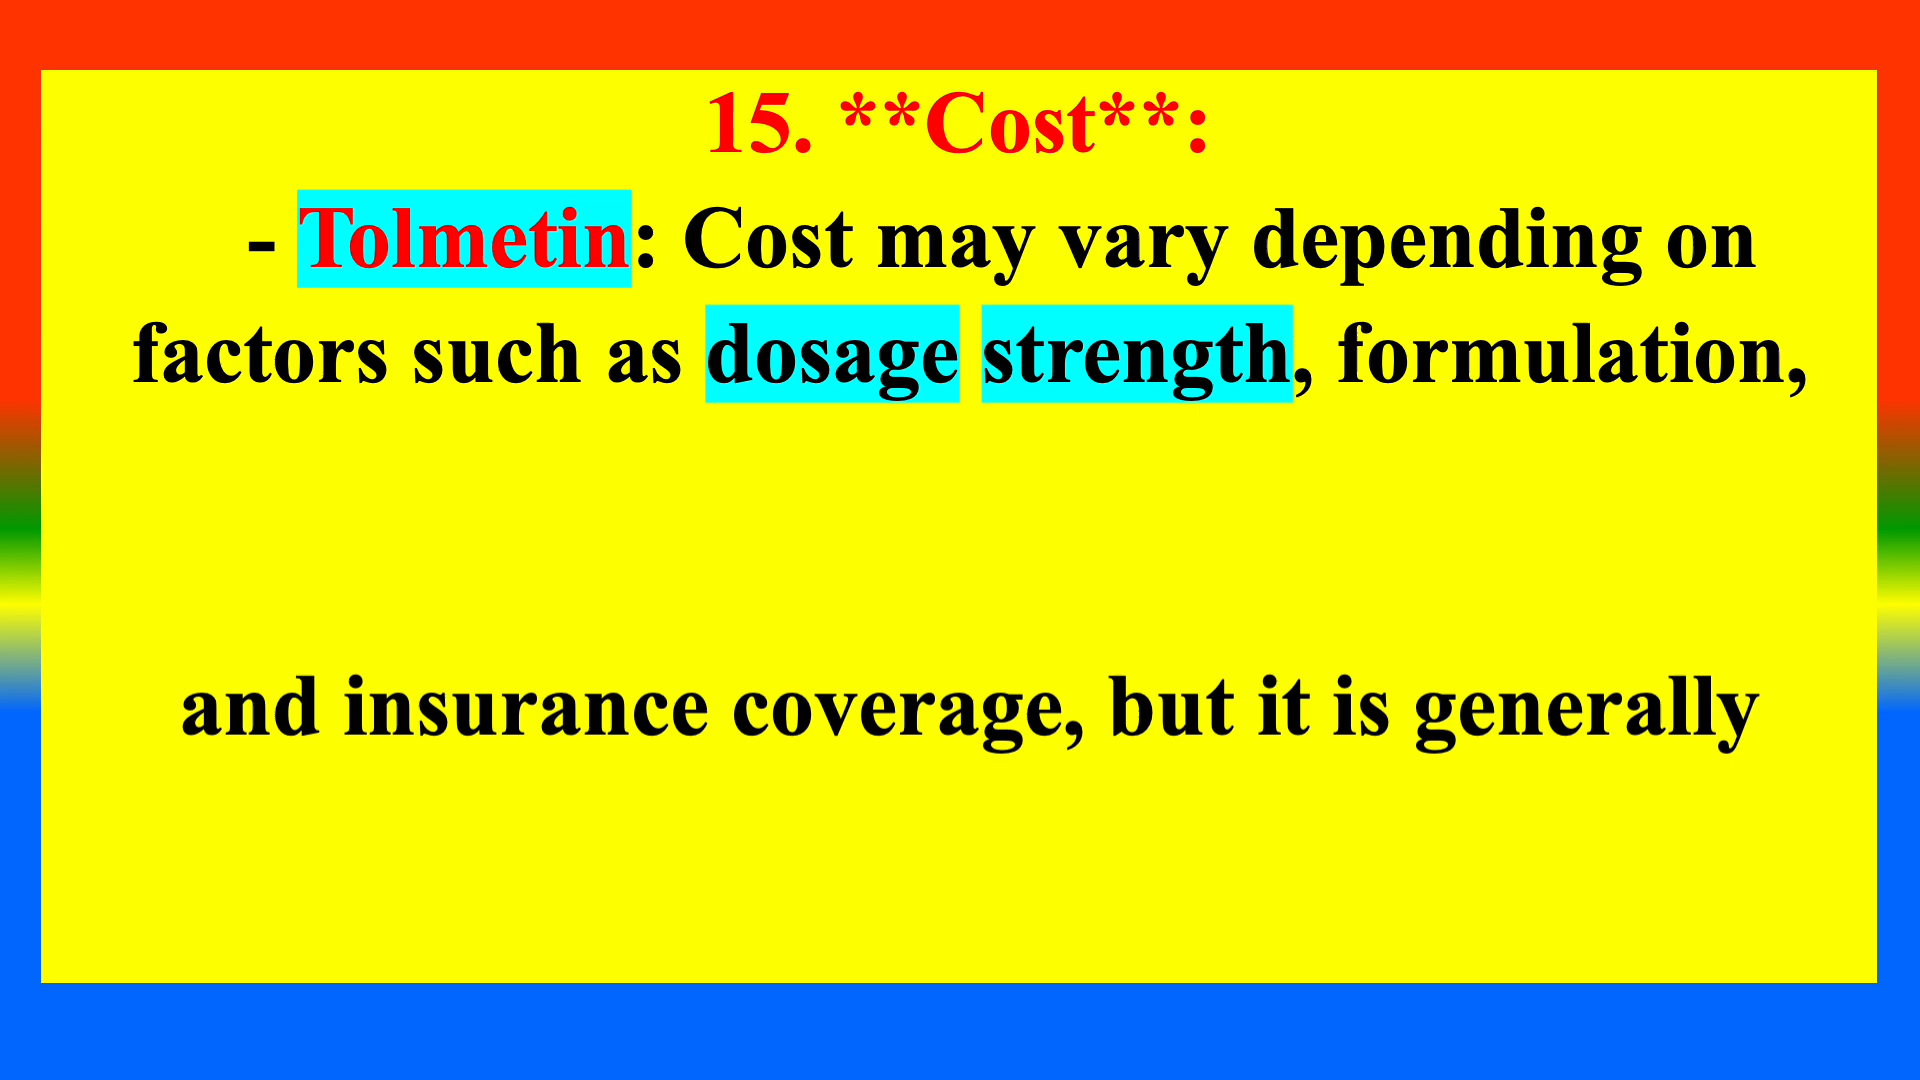 15. **Cost**:
- Tolmetin: Cost may vary depending on
factors such as dosage strength, formulation,
and insurance coverage, but it is generally